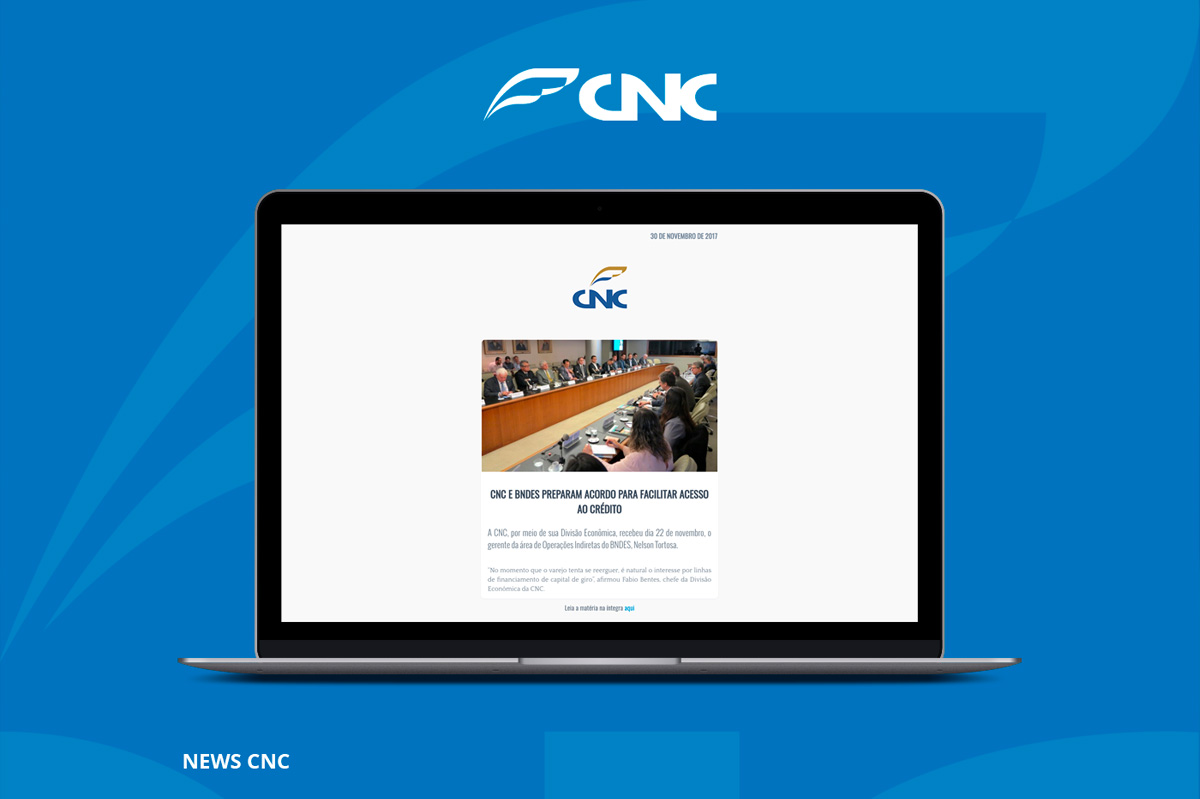 CNC
30 DE NOVEMBRO DE 2017
CNC
CNC E BNDES PREPARAM ACORDO PARA FACILITAR ACESSO
AO CRÉDITO
A CNC, por meio de sua Divisão Econômica, recebeu dia 22 de novembro, o
gerente da área de Operações Indiretas do BNDES, Nelson Tortosa.
"No momento que o varejo tenta se reerguer, é natural o interesse por linhas
de financiamento de capital de giro", afirmou Fabio Bentes, chefe da Divisão
Econômica da CNC.
Leia a matéria na íntegra aqui
NEWS CNC